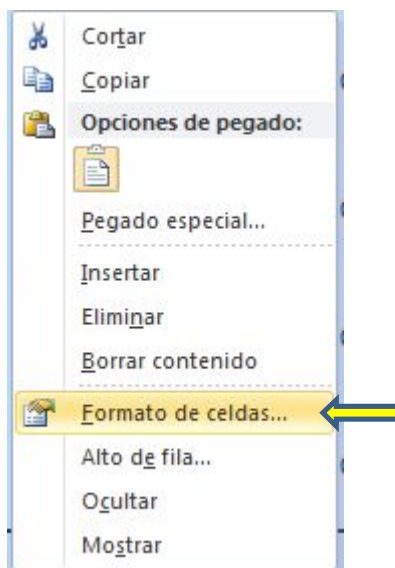 Cortar
Copiar
Opciones de pegado:
Pegado especial...
Insertar
Eliminar
Borrar contenido
Formato de celdas...
Alto de fila...
Ocultar
Mostrar